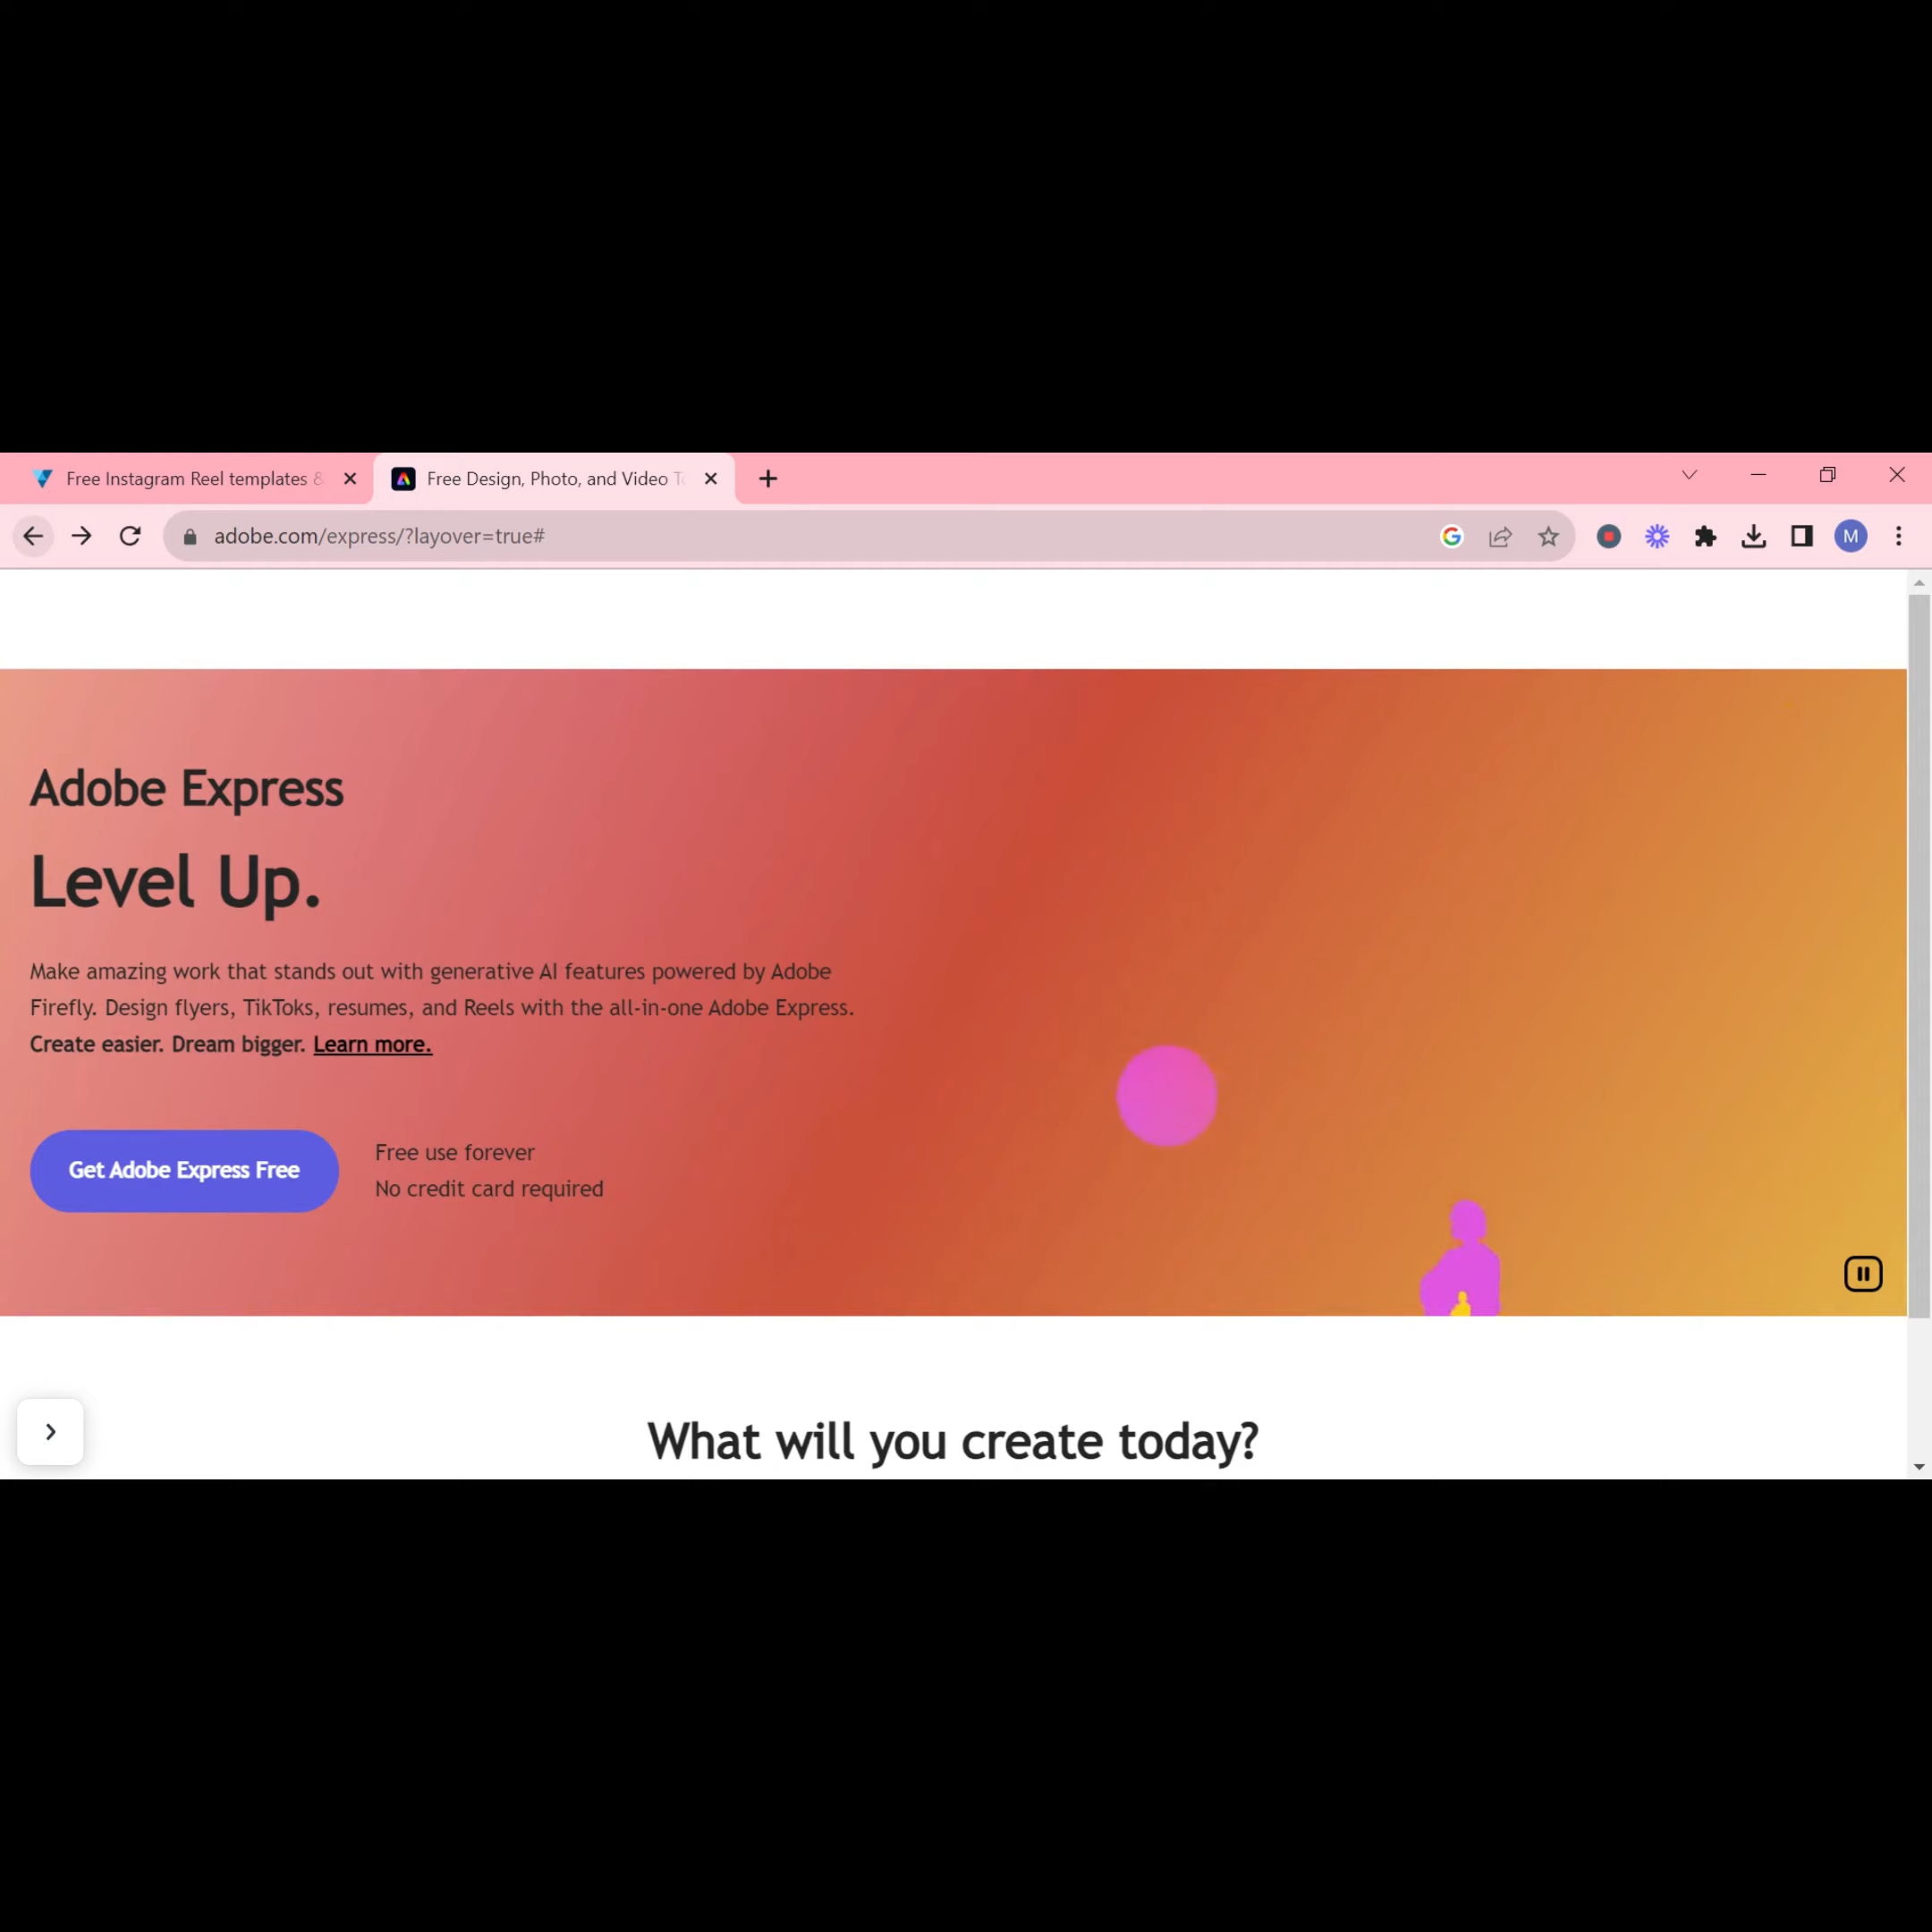 Free Instagram Reel templates &
Free Design, Photo, and Video T
adobe.com/express/?layover=true#
M
Adobe Express
Level Up.
Make amazing work that stands out with generative AI features powered by Adobe
Firefly. Design flyers, TikToks, resumes, and Reels with the all-in-one Adobe Express.
Create easier. Dream bigger. Learn more.
Get Adobe Express Free
Free use forever
No credit card required
What will you create today?